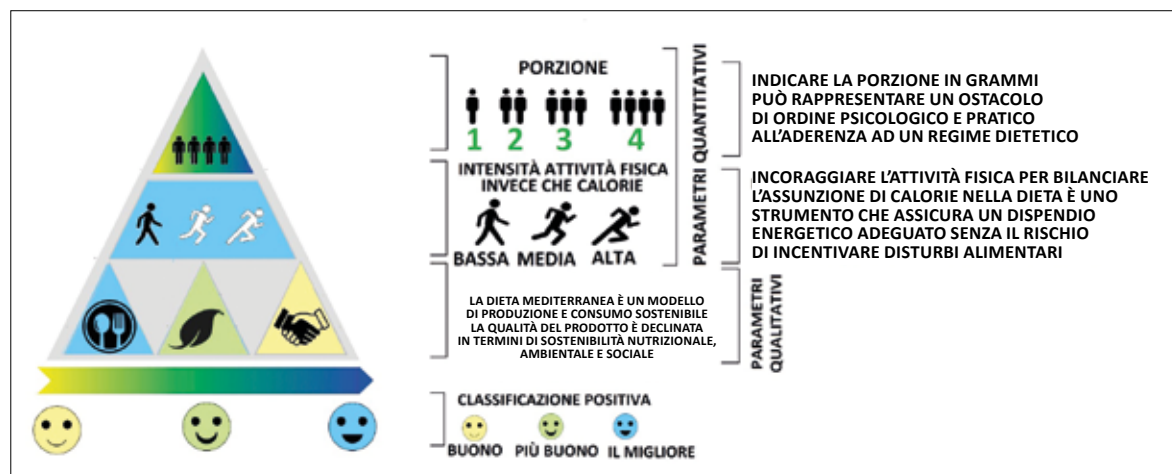 PORZIONE
1 2 3 4
INTENSITÀ ATTIVITÀ FISICA
INVECE CHE CALORIE
BASSA MEDIA ALTA
PARAMETRI QUANTITATIVI
INDICARE LA PORZIONE IN GRAMMI
PUÒ RAPPRESENTARE UN OSTACOLO
DI ORDINE PSICOLOGICO E PRATICO
ALL’ADERENZA AD UN REGIME DIETETICO
INCORAGGIARE L’ATTIVITÀ FISICA PER BILANCIARE
L’ASSUNZIONE DI CALORIE NELLA DIETA È UNO
STRUMENTO CHE ASSICURA UN DISPENDIO
ENERGETICO ADEGUATO SENZA IL RISCHIO
DI INCENTIVARE DISTURBI ALIMENTARI
LA DIETA MEDITERRANEA È UN MODELLO
DI PRODUZIONE E CONSUMO SOSTENIBILE
LA QUALITÀ DEL PRODOTTO È DECLINATA
IN TERMINI DI SOSTENIBILITÀ NUTRIZIONALE,
AMBIENTALE E SOCIALE
PARAMETRI
QUALITATIVI
CLASSIFICAZIONE POSITIVA
BUONO PIÙ BUONO IL MIGLIORE